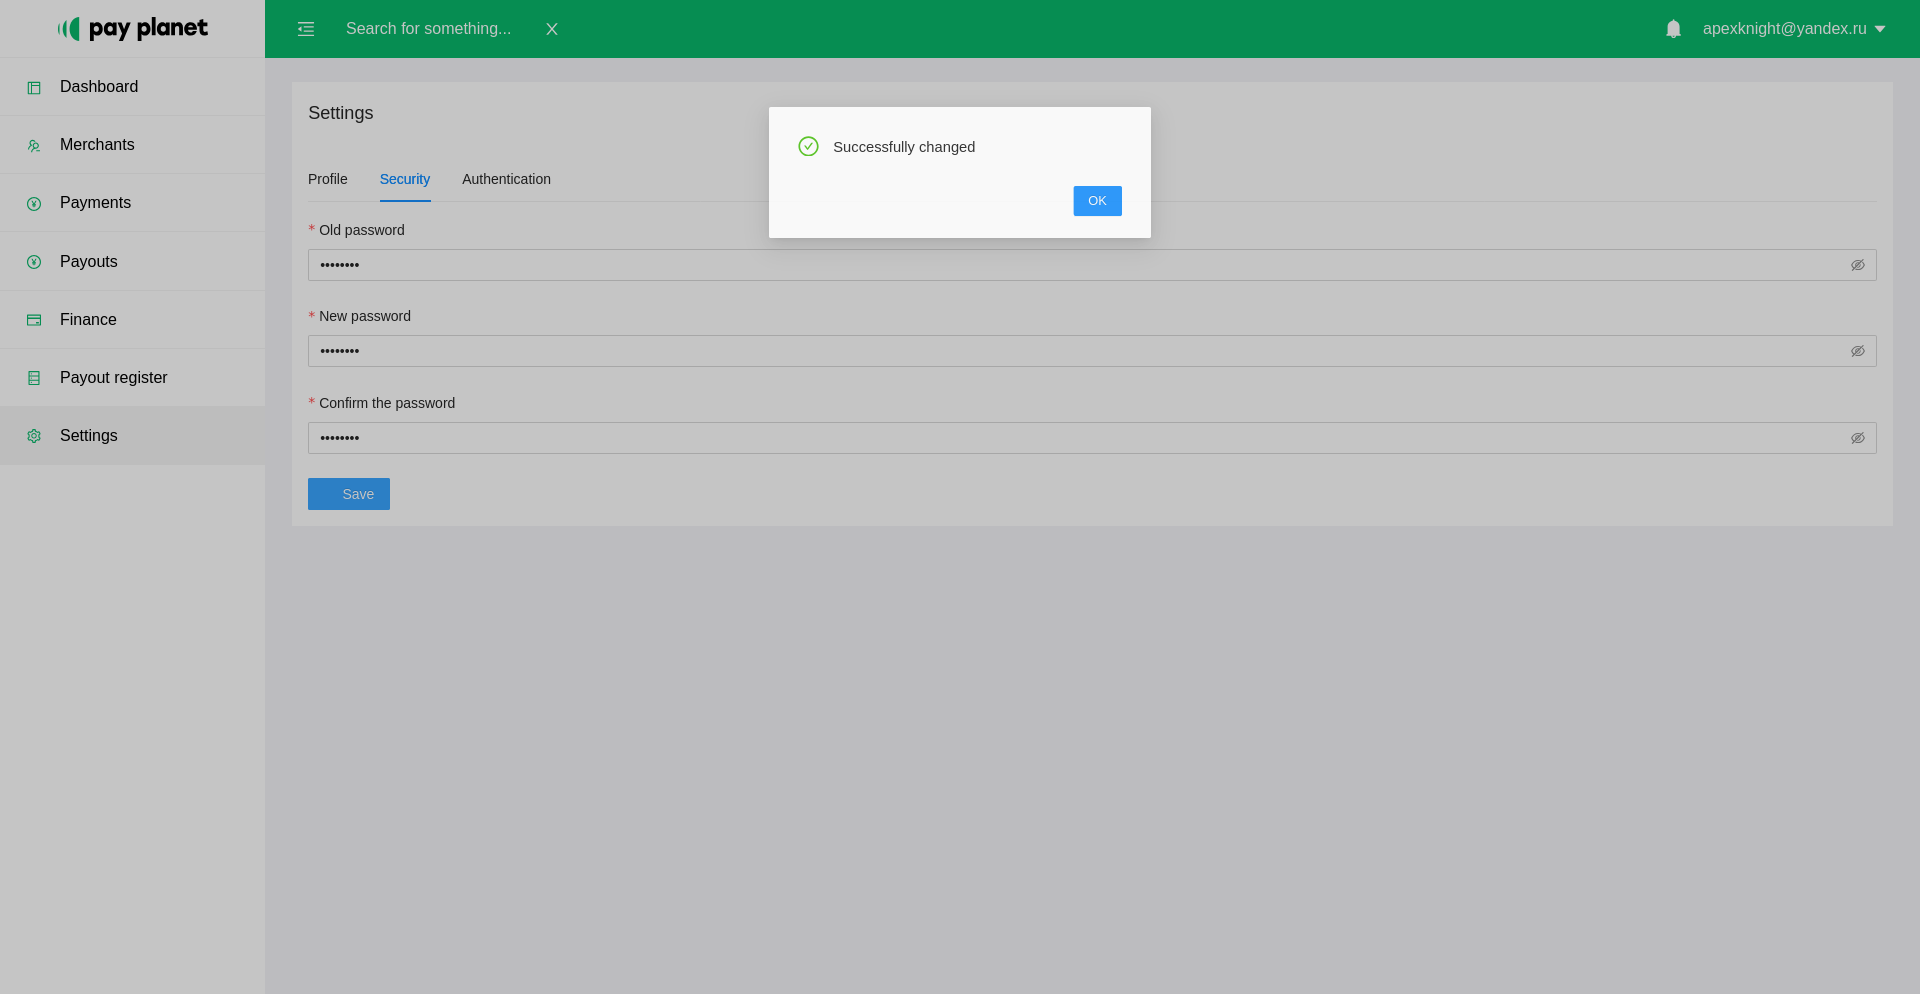 pay planet
Search for something...
apexknight@yandex.ru
Dashboard
Merchants
Payments
Payouts
Finance
Payout register
Settings
Settings
Profile
Security
Authentication
Successfully changed
OK
* Old password
••••••••
* New password
••••••••
* Confirm the password
••••••••
Save